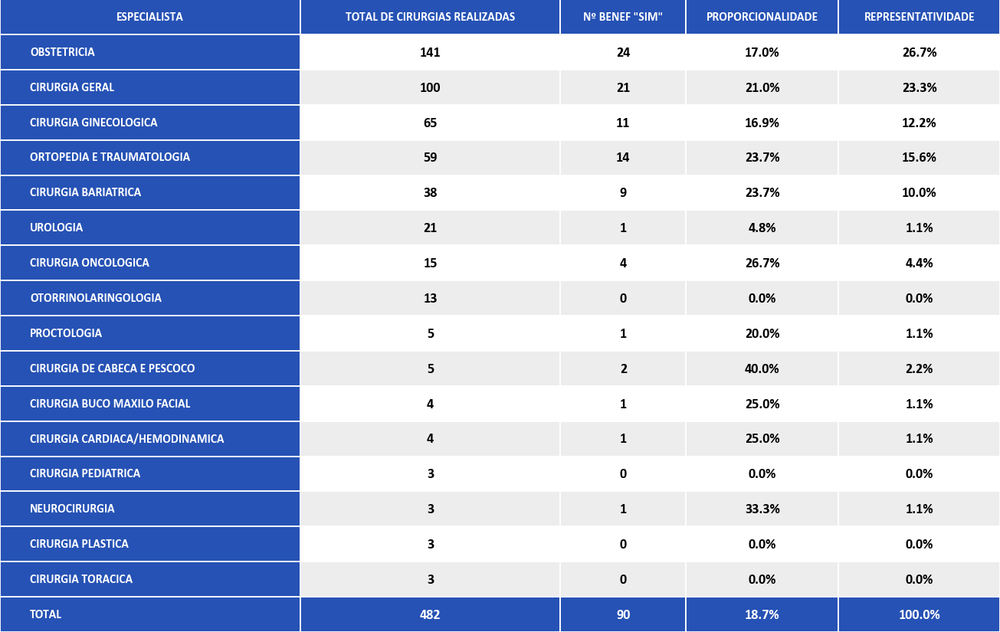 ESPECIALISTA TOTAL DE CIRURGIAS REALIZADAS Nº BENEF "SIM" PROPORCIONALIDADE REPRESENTATIVIDADE
OBSTETRICIA 141 24 17.0% 26.7%
CIRURGIA GERAL 100 21 21.0% 23.3%
CIRURGIA GINECOLOGICA 65 11 16.9% 12.2%
ORTOPEDIA E TRAUMATOLOGIA 59 14 23.7% 15.6%
CIRURGIA BARIATRICA 38 9 23.7% 10.0%
UROLOGIA 21 1 4.8% 1.1%
CIRURGIA ONCOLOGICA 15 4 26.7% 4.4%
OTORRINOLARINGOLOGIA 13 0 0.0% 0.0%
PROCTOLOGIA 5 1 20.0% 1.1%
CIRURGIA DE CABECA E PESCOCO 5 2 40.0% 2.2%
CIRURGIA BUCO MAXILO FACIAL 4 1 25.0% 1.1%
CIRURGIA CARDIACA/HEMODINAMICA 4 1 25.0% 1.1%
CIRURGIA PEDIATRICA 3 0 0.0% 0.0%
NEUROCIRURGIA 3 1 33.3% 1.1%
CIRURGIA PLASTICA 3 0 0.0% 0.0%
CIRURGIA TORACICA 3 0 0.0% 0.0%
TOTAL 482 90 18.7% 100.0%